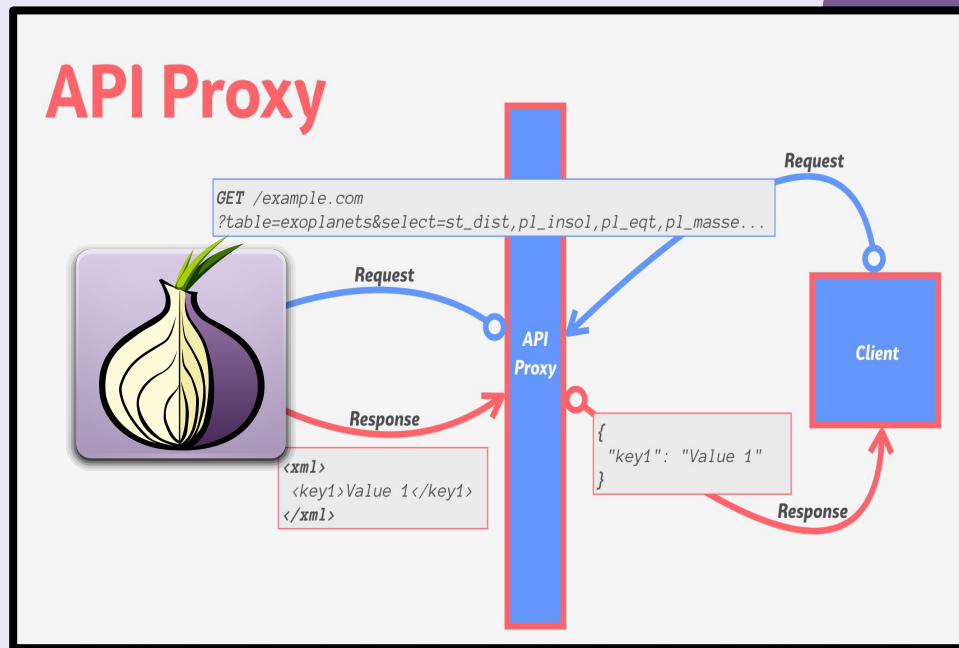 API Proxy
Request
GET /example.com
?table=exoplanets&select=st_dist,pl_insol,pl_eqt,pl_masse...
Request
API
Proxy
Client
Response
<xml>
<key1>Value 1</key1>
</xml>
{
"key1": "Value 1"
}
Response